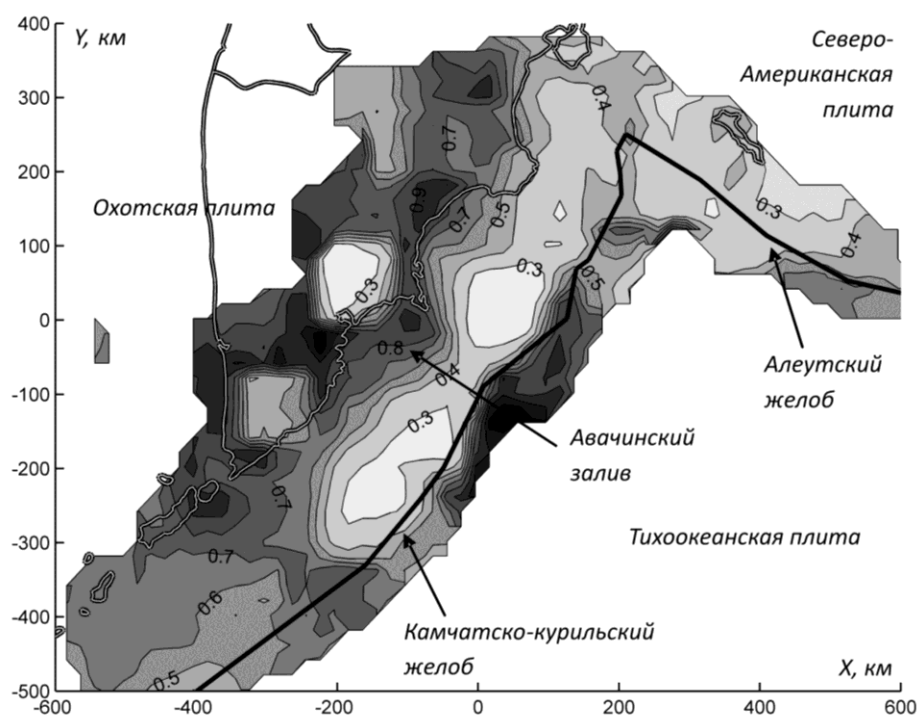 400
300
200
100
0
-100
-200
-300
-400
-500
Y, км
Северо-
Американская
плита
Охотская плита
0.4
0.7
0.9
0.7
0.5
0.3
0.3
0.3
0.4
0.5
0.8
0.4
0.3
0.7
0.7
0.6
0.5
Алеутский
желоб
Авачинский
залив
Тихоокеанская плита
Камчатско-курильский
желоб
X, км
-600
-400
-200
0
200
400
600